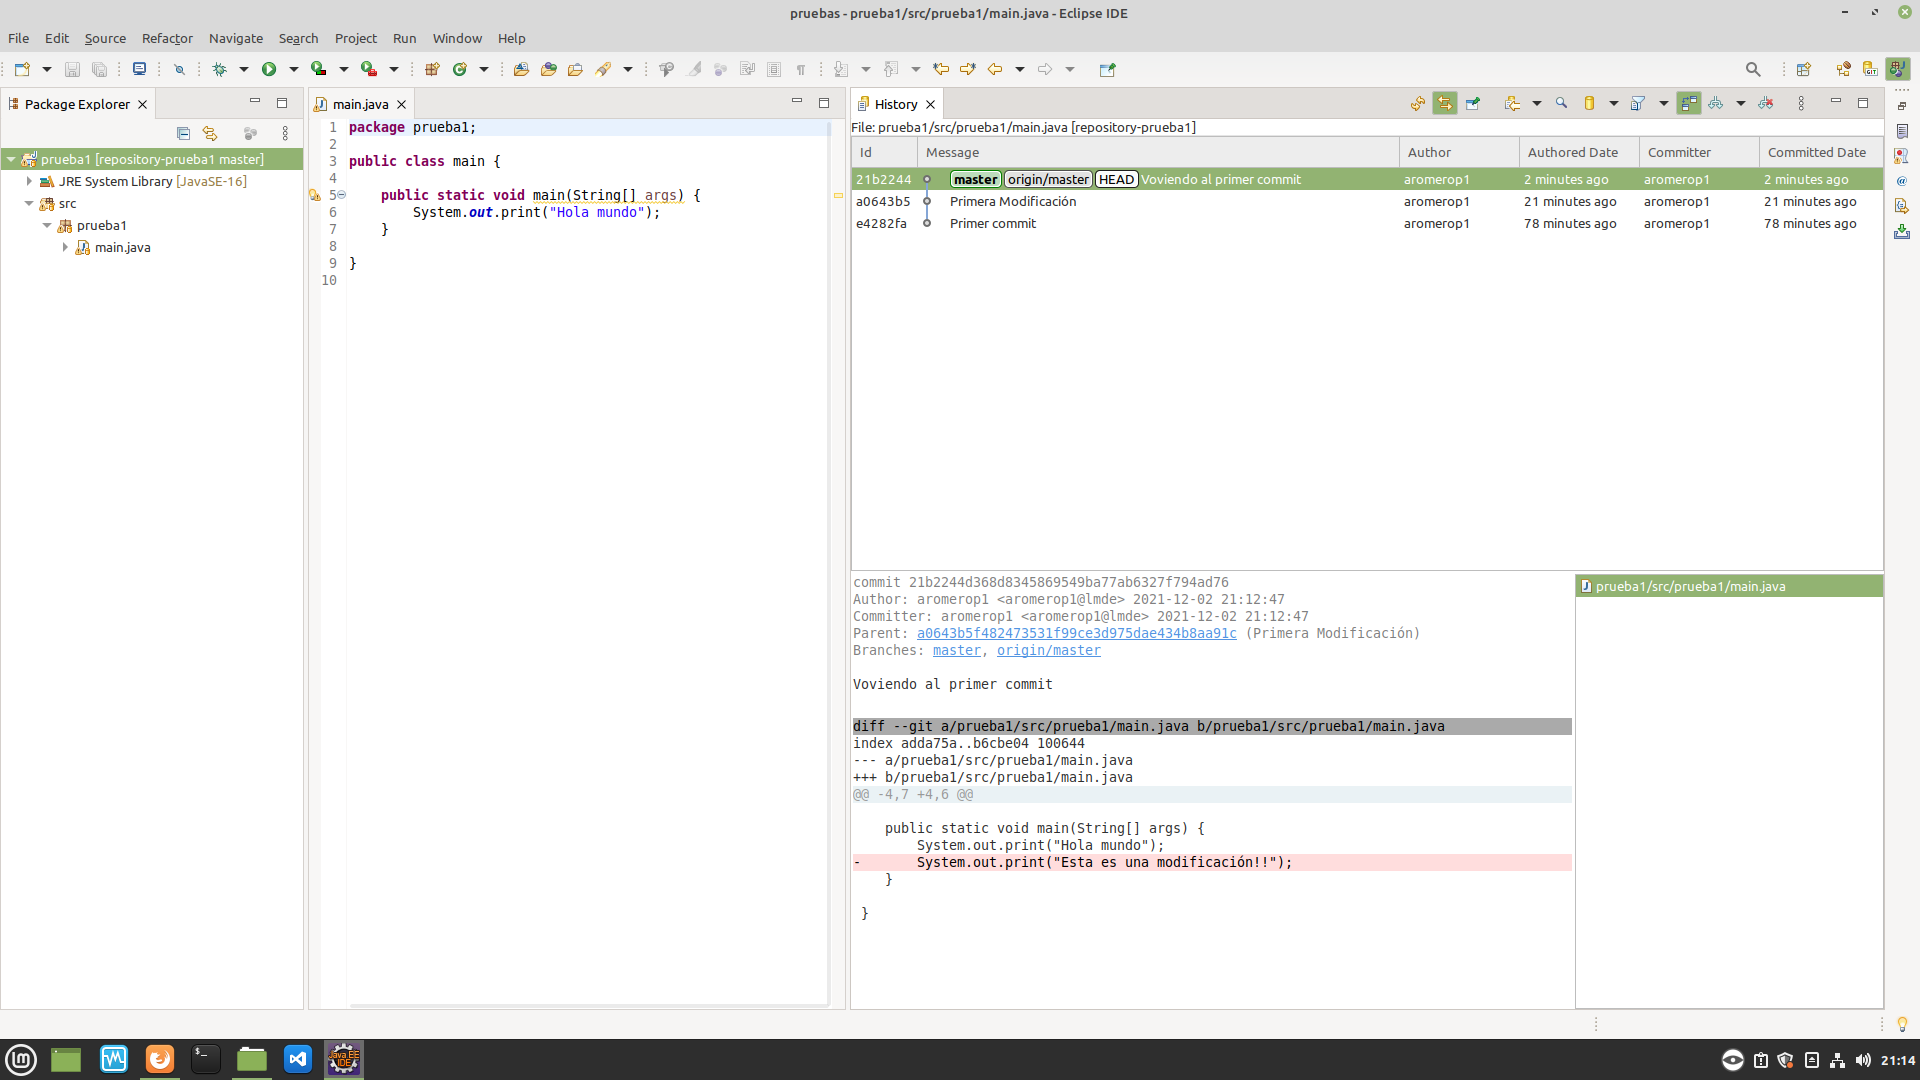 pruebas - prueba1/src/prueba1/main.java - Eclipse IDE
File Edit Source Refactor Navigate Search Project Run Window Help
Package Explorer
prueba1 [repository-prueba1 master]
JRE System Library [JavaSE-16]
src
prueba1
main.java
main.java
1 package prueba1;
2
3 public class main {
4
5 public static void main(String[] args) {
6 System.out.print("Hola mundo");
7 }
8
9 }
10
History
File: prueba1/src/prueba1/main.java [repository-prueba1]
Id Message Author Authored Date Committer Committed Date
21b2244 master origin/master HEAD Voviendo al primer commit aromerop1 2 minutes ago aromerop1 2 minutes ago
a0643b5 Primera Modificación aromerop1 21 minutes ago aromerop1 21 minutes ago
e4282fa Primer commit aromerop1 78 minutes ago aromerop1 78 minutes ago
commit 21b2244d368d8345869549ba77ab6327f794ad76
Author: aromerop1 <aromerop1@lmde> 2021-12-02 21:12:47
Committer: aromerop1 <aromerop1@lmde> 2021-12-02 21:12:47
Parent: a0643b5f482473531f99ce3d975dae434b8aa91c (Primera Modificación)
Branches: master, origin/master
Voviendo al primer commit
diff --git a/prueba1/src/prueba1/main.java b/prueba1/src/prueba1/main.java
index adda75a..b6cbe04 100644
--- a/prueba1/src/prueba1/main.java
+++ b/prueba1/src/prueba1/main.java
@@ -4,7 +4,6 @@
public static void main(String[] args) {
System.out.print("Hola mundo");
- System.out.print("Esta es una modificación!!");
}
}
prueba1/src/prueba1/main.java
Java EE
IDE
21:14